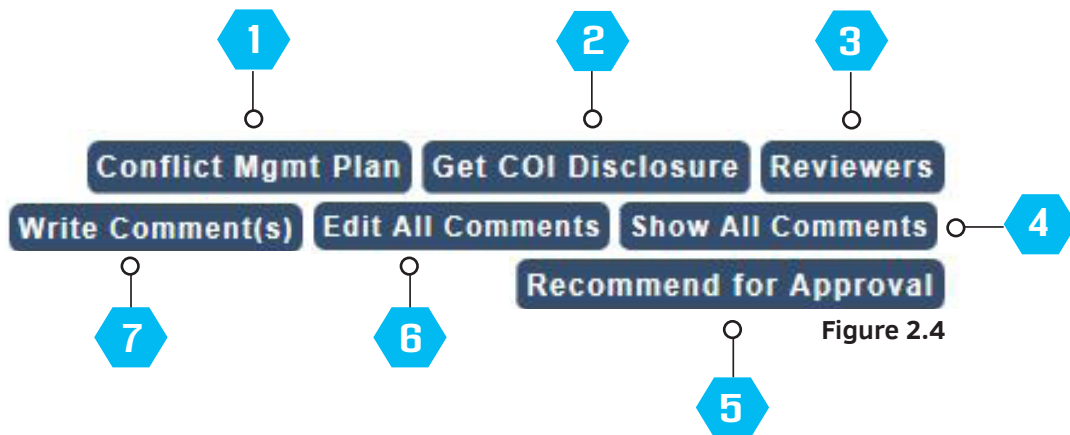 1 2 3
Conflict Mgmt Plan Get COI Disclosure Reviewers
Write Comment(s) Edit All Comments Show All Comments 4
Recommend for Approval
Figure 2.4
7 6
5